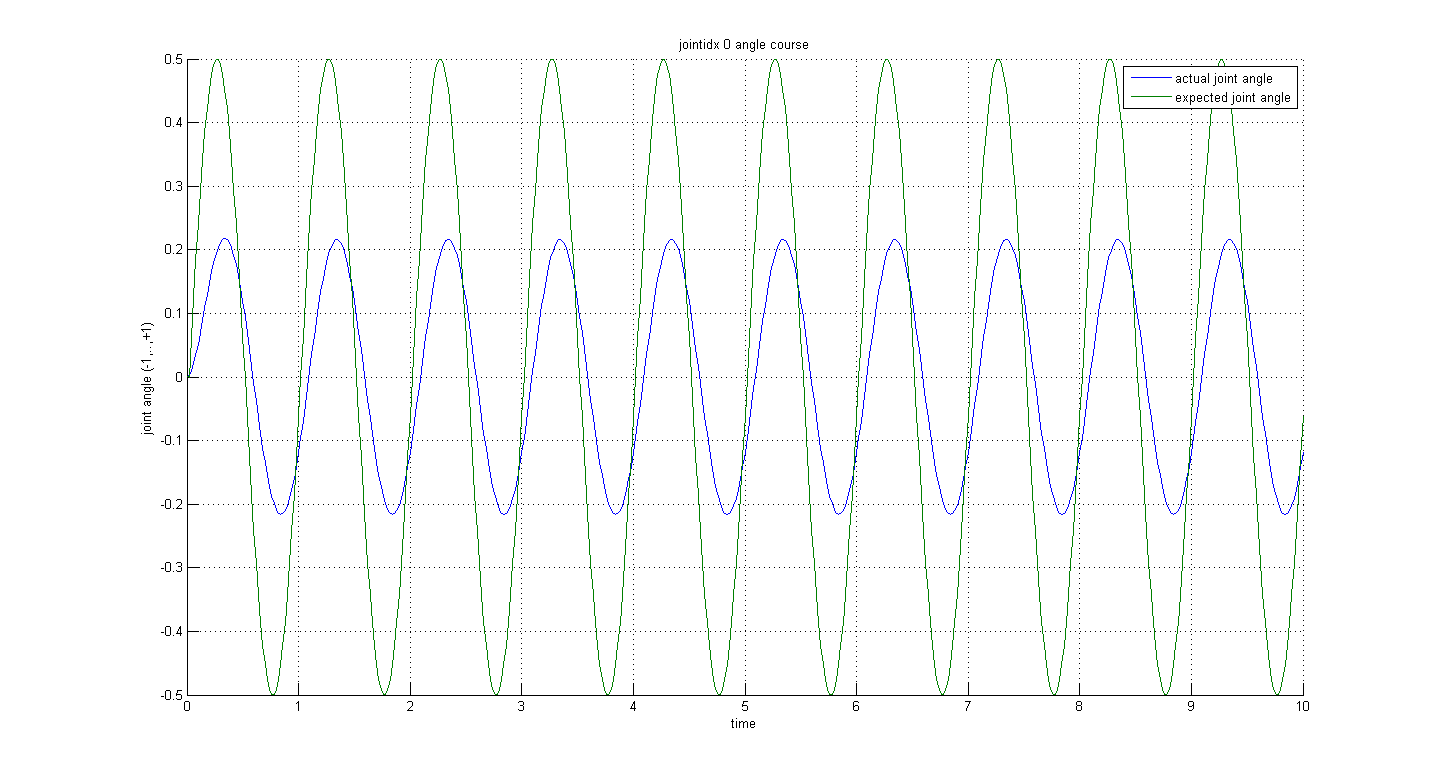 jointidx 0 angle course
actual joint angle
expected joint angle
0.5
0.4
0.3
0.2
0.1
0
-0.1
-0.2
-0.3
-0.4
-0.5
joint angle (-1,..,+1)
0 1 2 3 4 5 6 7 8 9 10
time